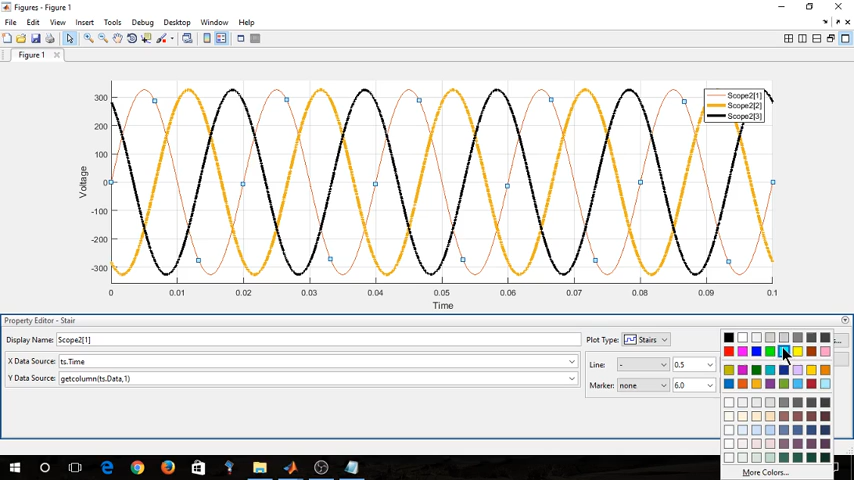 Figures - Figure 1
File Edit View Insert Tools Debug Desktop Window Help
Figure 1
Scope2[1]
Scope2[2]
Scope2[3]
300
200
100
0
-100
-200
-300
Voltage
0 0.01 0.02 0.03 0.04 0.05 0.06 0.07 0.08 0.09 0.1
Time
Property Editor - Stair
Display Name: Scope2[1]
Plot Type: Stairs
X Data Source: ts.Time
Line: - 0.5
Y Data Source: getcolumn(ts.Data,1)
Marker: none 6.0
More Colors...